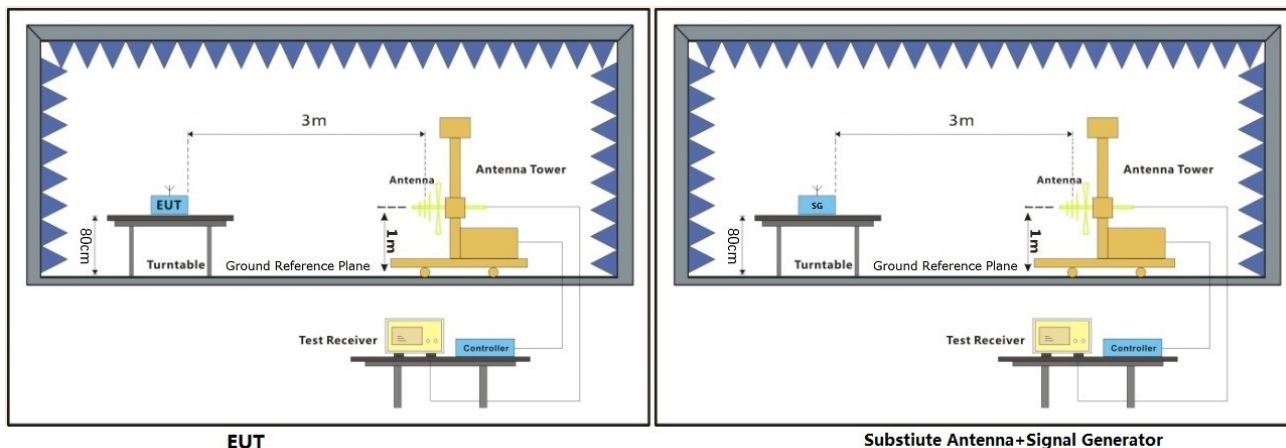 3m
Antenna Tower
Antenna
EUT
80cm
1m
Turntable
Ground Reference Plane
Test Receiver
Controller
EUT
3m
Antenna Tower
Antenna
SG
80cm
1m
Turntable
Ground Reference Plane
Test Receiver
Controller
Substiute Antenna+Signal Generator